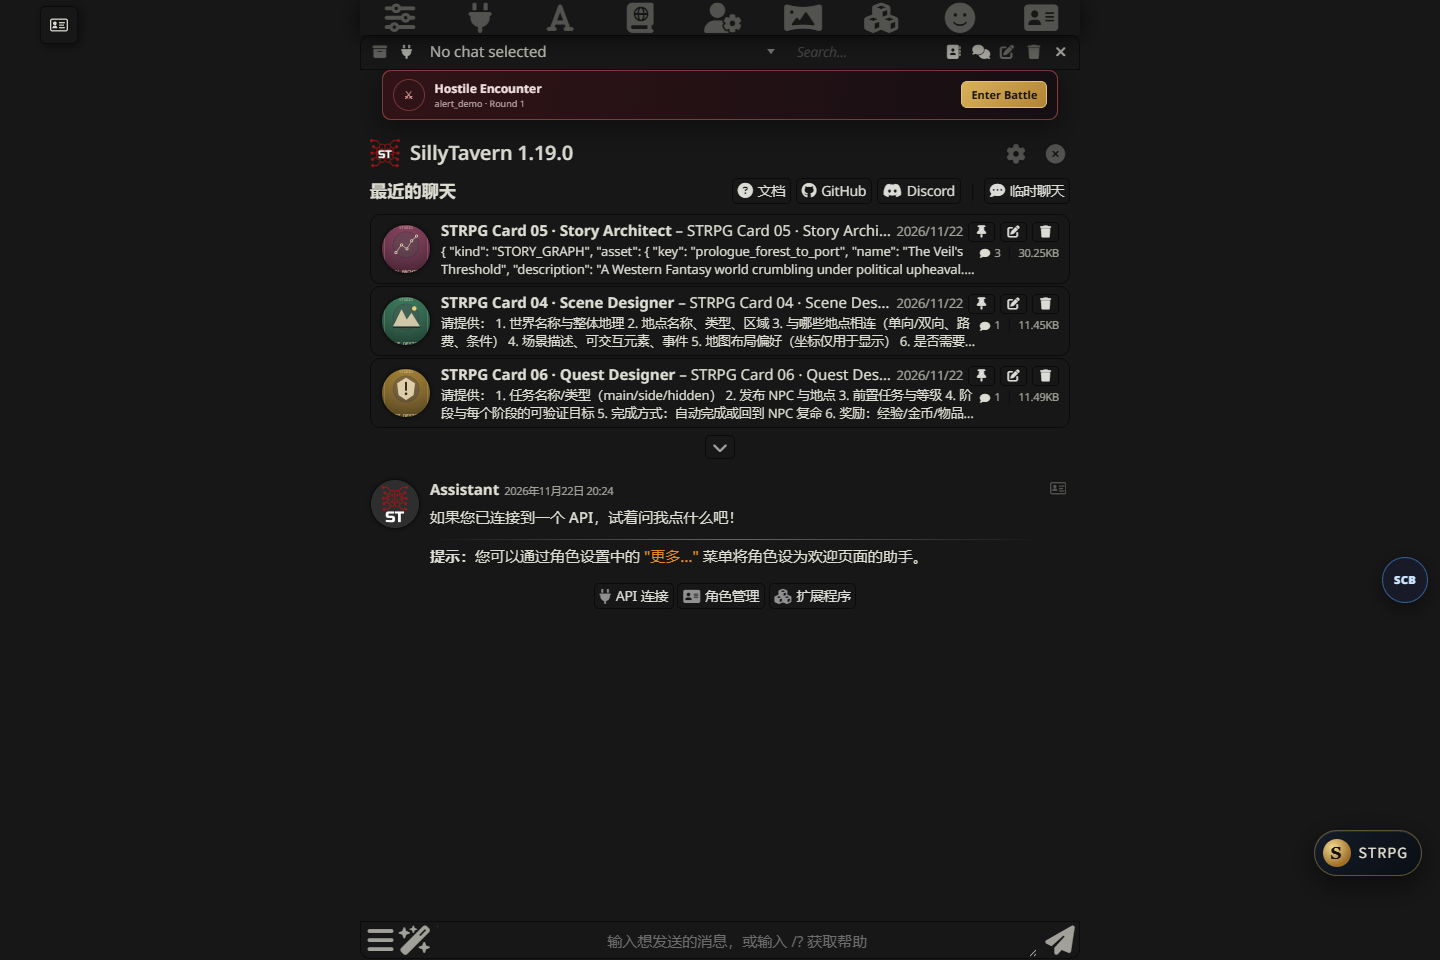 No chat selected
Search...
Hostile Encounter
alert_demo · Round 1
Enter Battle
ST
SillyTavern 1.19.0
最近的聊天
文档
GitHub
Discord
临时聊天
STRPG Card 05 · Story Architect – STRPG Card 05 · Story Archi...
2026/11/22
{ "kind": "STORY_GRAPH", "asset": { "key": "prologue_forest_to_port", "name": "The Veil's
Threshold", "description": "A Western Fantasy world crumbling under political upheaval....
3
30.25KB
STRPG Card 04 · Scene Designer – STRPG Card 04 · Scene Des...
2026/11/22
请提供： 1. 世界名称与整体地理 2. 地点名称、类型、区域 3. 与哪些地点相连（单向/双向、路
费、条件） 4. 场景描述、可交互元素、事件 5. 地图布局偏好（坐标仅用于显示） 6. 是否需要...
1
11.45KB
STRPG Card 06 · Quest Designer – STRPG Card 06 · Quest Des...
2026/11/22
请提供： 1. 任务名称/类型（main/side/hidden） 2. 发布 NPC 与地点 3. 前置任务与等级 4. 阶
段与每个阶段的可验证目标 5. 完成方式：自动完成或回到 NPC 复命 6. 奖励：经验/金币/物品...
1
11.49KB
ST
Assistant 2026年11月22日 20:24
如果您已连接到一个 API，试着问我点什么吧！
提示：您可以通过角色设置中的 "更多..." 菜单将角色设为欢迎页面的助手。
API 连接
角色管理
扩展程序
SCB
S STRPG
输入想发送的消息，或输入 /? 获取帮助